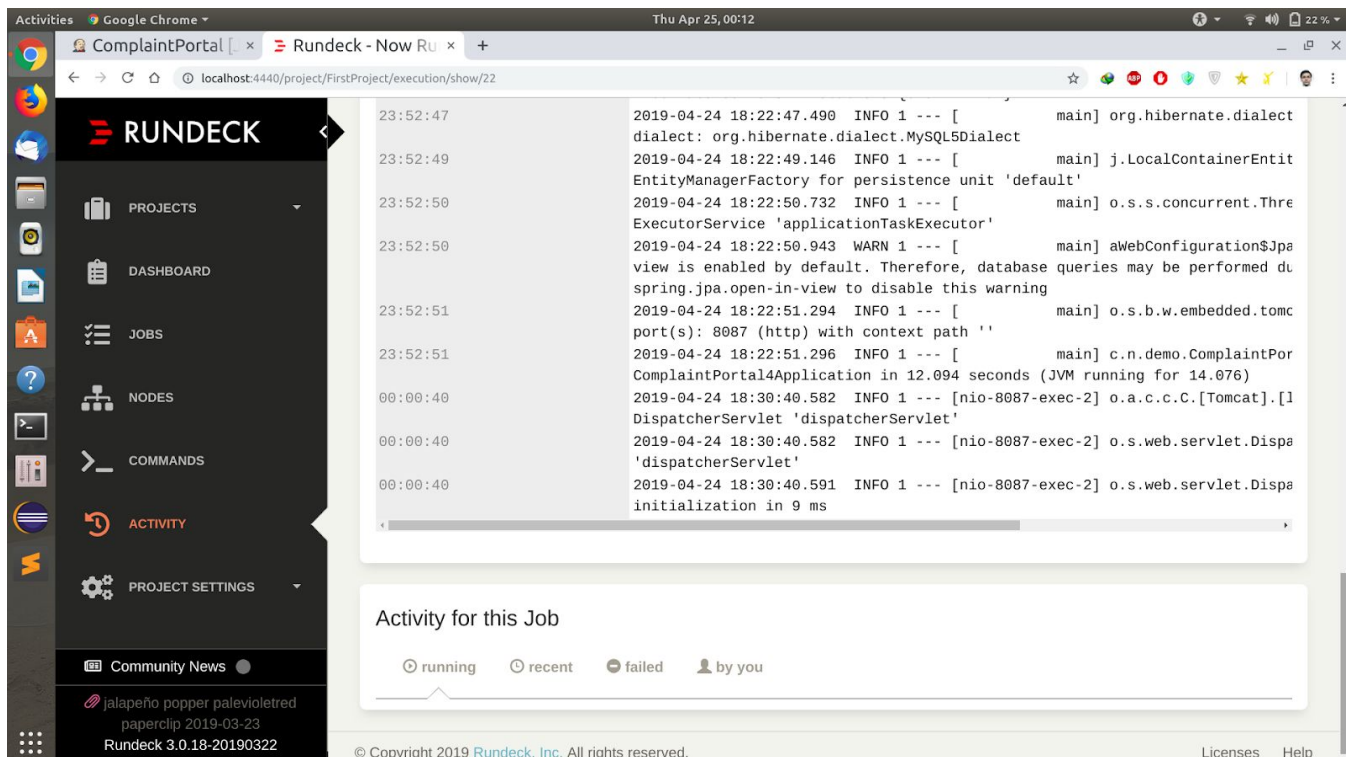 Activities Google Chrome Thu Apr 25, 00:12 22 %
ComplaintPortal [J × Rundeck - Now Ru × +
localhost:4440/project/FirstProject/execution/show/22
ABP
RUNDECK
PROJECTS
DASHBOARD
JOBS
NODES
COMMANDS
ACTIVITY
PROJECT SETTINGS
Community News
jalapeño popper palevioletred
paperclip 2019-03-23
Rundeck 3.0.18-20190322
23:52:47 2019-04-24 18:22:47.490 INFO 1 --- [ main] org.hibernate.dialect
dialect: org.hibernate.dialect.MySQL5Dialect
23:52:49 2019-04-24 18:22:49.146 INFO 1 --- [ main] j.LocalContainerEntit
EntityManagerFactory for persistence unit 'default'
23:52:50 2019-04-24 18:22:50.732 INFO 1 --- [ main] o.s.s.concurrent.Thre
ExecutorService 'applicationTaskExecutor'
23:52:50 2019-04-24 18:22:50.943 WARN 1 --- [ main] aWebConfiguration$Jpa
view is enabled by default. Therefore, database queries may be performed du
spring.jpa.open-in-view to disable this warning
23:52:51 2019-04-24 18:22:51.294 INFO 1 --- [ main] o.s.b.w.embedded.tomc
port(s): 8087 (http) with context path ''
23:52:51 2019-04-24 18:22:51.296 INFO 1 --- [ main] c.n.demo.ComplaintPor
ComplaintPortal4Application in 12.094 seconds (JVM running for 14.076)
00:00:40 2019-04-24 18:30:40.582 INFO 1 --- [nio-8087-exec-2] o.a.c.c.C.[Tomcat].[l
DispatcherServlet 'dispatcherServlet'
00:00:40 2019-04-24 18:30:40.582 INFO 1 --- [nio-8087-exec-2] o.s.web.servlet.Dispa
'dispatcherServlet'
00:00:40 2019-04-24 18:30:40.591 INFO 1 --- [nio-8087-exec-2] o.s.web.servlet.Dispa
initialization in 9 ms
Activity for this Job
running recent failed by you
© Copyright 2019 Rundeck, Inc. All rights reserved. Licenses Help